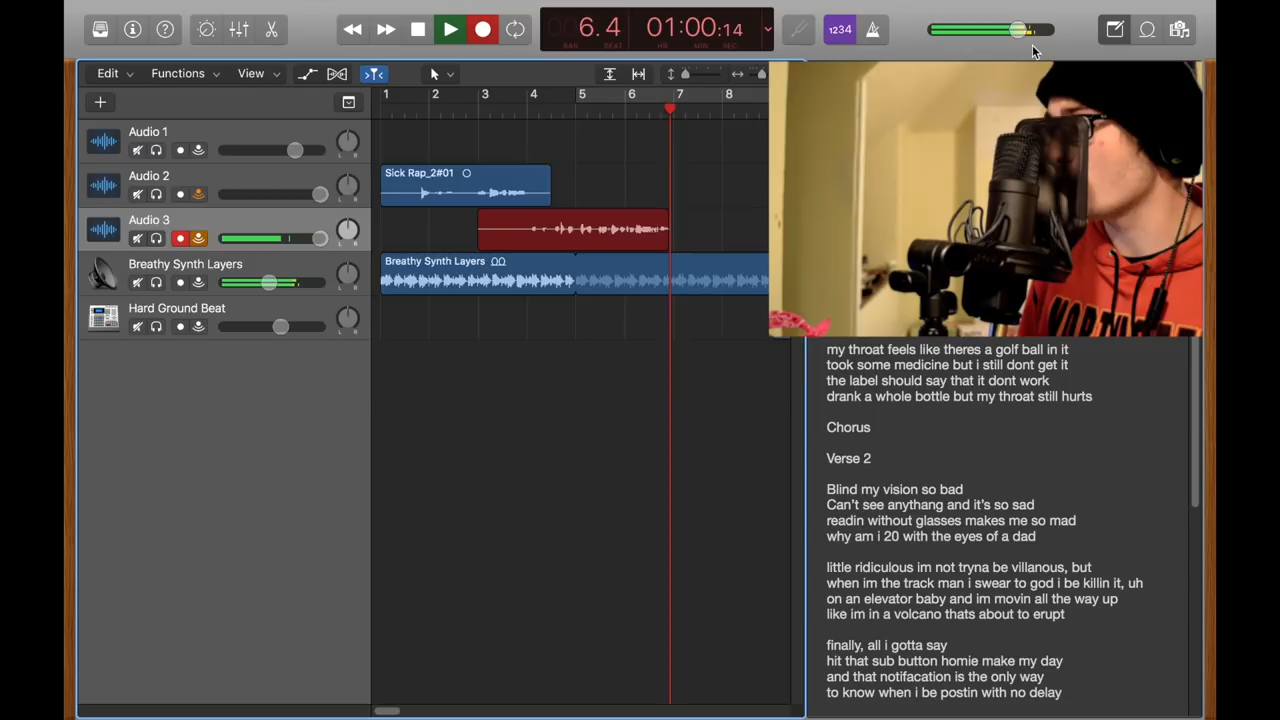 6.4
01:00:14
BAR
BEAT
HR
MIN
SEC
1234
Edit
Functions
View
1 2 3 4 5 6 7 8
Audio 1
L R
Sick Rap_2#01
Audio 2
L R
Audio 3
L R
Breathy Synth Layers
L R
Breathy Synth Layers
Hard Ground Beat
L R
my throat feels like theres a golf ball in it
took some medicine but i still dont get it
the label should say that it dont work
drank a whole bottle but my throat still hurts
Chorus
Verse 2
Blind my vision so bad
Can't see anythang and it's so sad
readin without glasses makes me so mad
why am i 20 with the eyes of a dad
little ridiculous im not tryna be villanous, but
when im the track man i swear to god i be killin it, uh
on an elevator baby and im movin all the way up
like im in a volcano thats about to erupt
finally, all i gotta say
hit that sub button homie make my day
and that notifacation is the only way
to know when i be postin with no delay